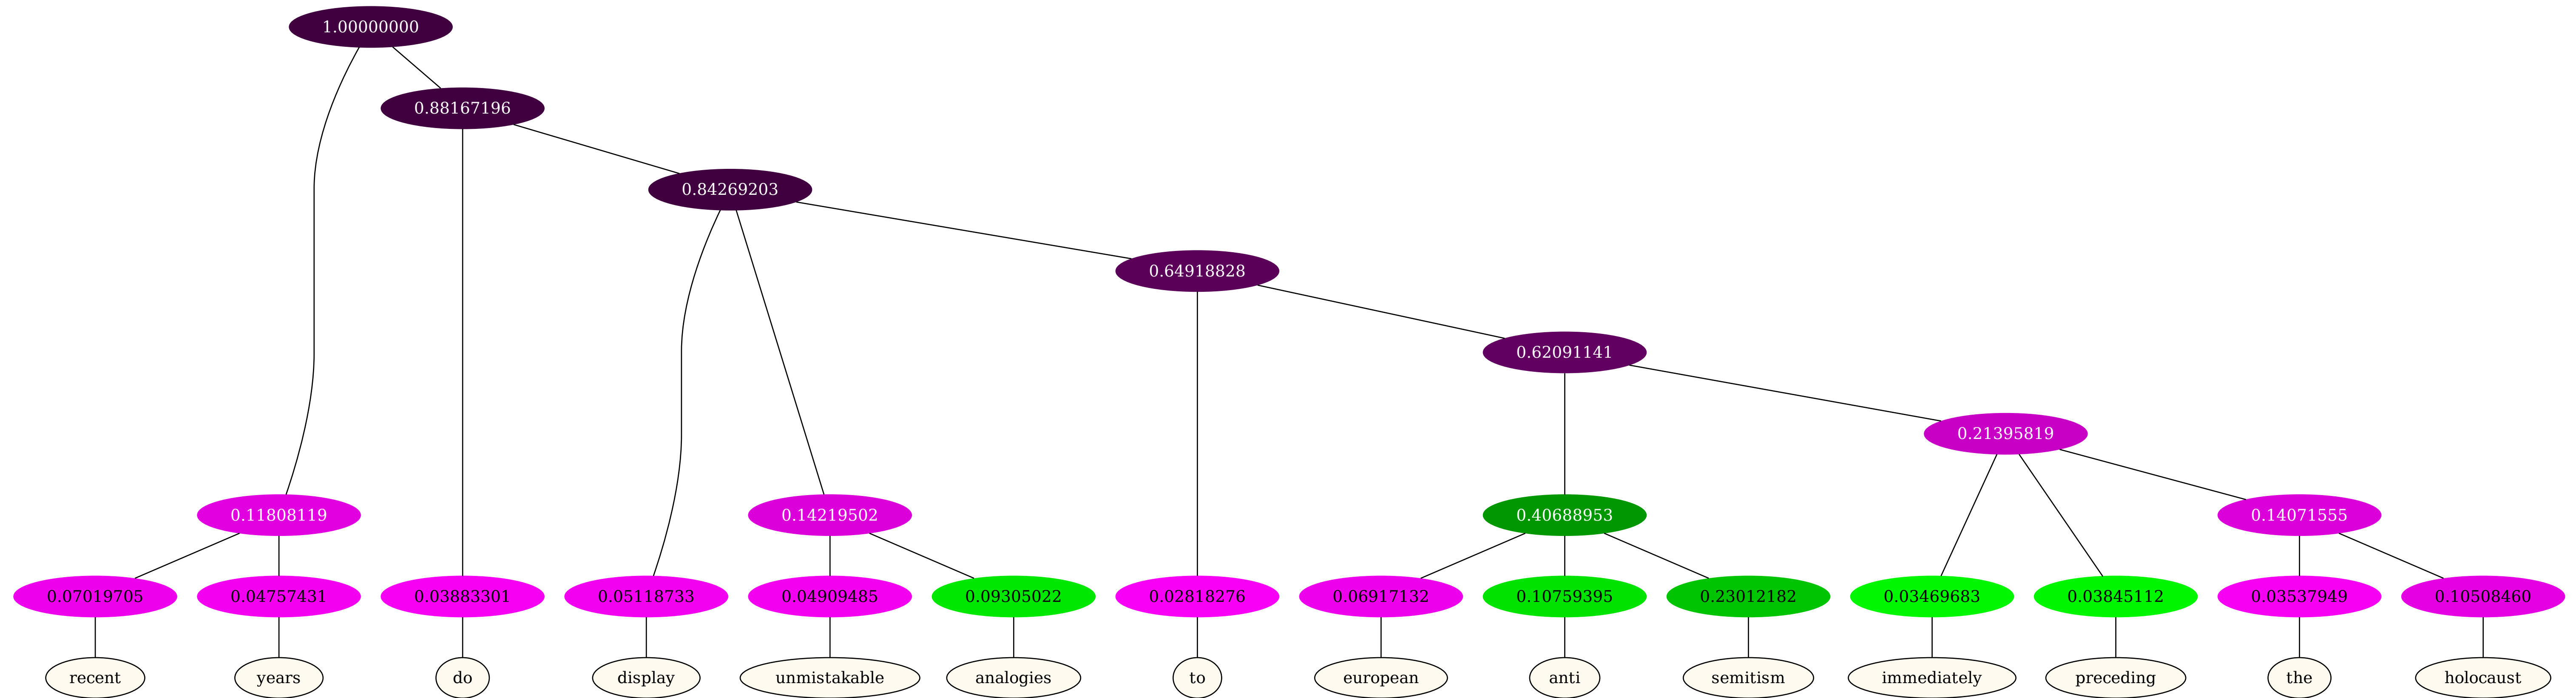 1.00000000
0.88167196
0.84269203
0.64918828
0.62091141
0.21395819
0.11808119 0.14219502 0.40688953 0.14071555
0.07019705 0.04757431 0.03883301 0.05118733 0.04909485 0.09305022 0.02818276 0.06917132 0.10759395 0.23012182 0.03469683 0.03845112 0.03537949 0.10508460
recent years do display unmistakable analogies to european anti semitism immediately preceding the holocaust